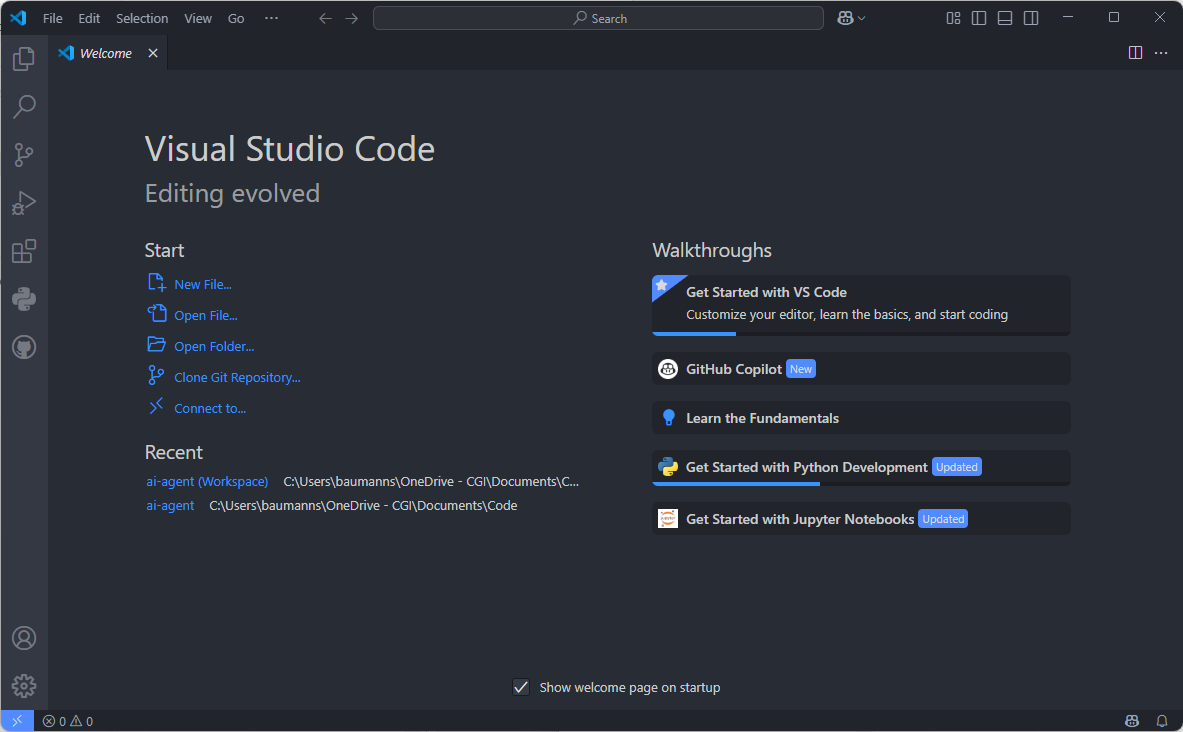 File Edit Selection View Go ··· Search
Welcome
Visual Studio Code
Editing evolved
Start
New File...
Open File...
Open Folder...
Clone Git Repository...
Connect to...
Recent
ai-agent (Workspace) C:\Users\baumanns\OneDrive - CGI\Documents\C...
ai-agent C:\Users\baumanns\OneDrive - CGI\Documents\Code
Walkthroughs
Get Started with VS Code
Customize your editor, learn the basics, and start coding
GitHub Copilot New
Learn the Fundamentals
Get Started with Python Development Updated
Get Started with Jupyter Notebooks Updated
Show welcome page on startup
0 0